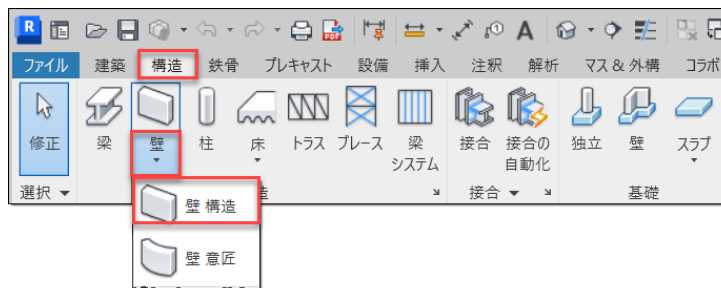 R PDF A
ファイル 建築 構造 鉄骨 プレキャスト 設備 挿入 注釈 解析 マス & 外構 コラボ
修正 梁 壁 柱 床 トラス ブレース 梁 システム 接合 接合の 自動化 独立 壁 スラブ
選択 接合 基礎
壁 構造
壁 意匠